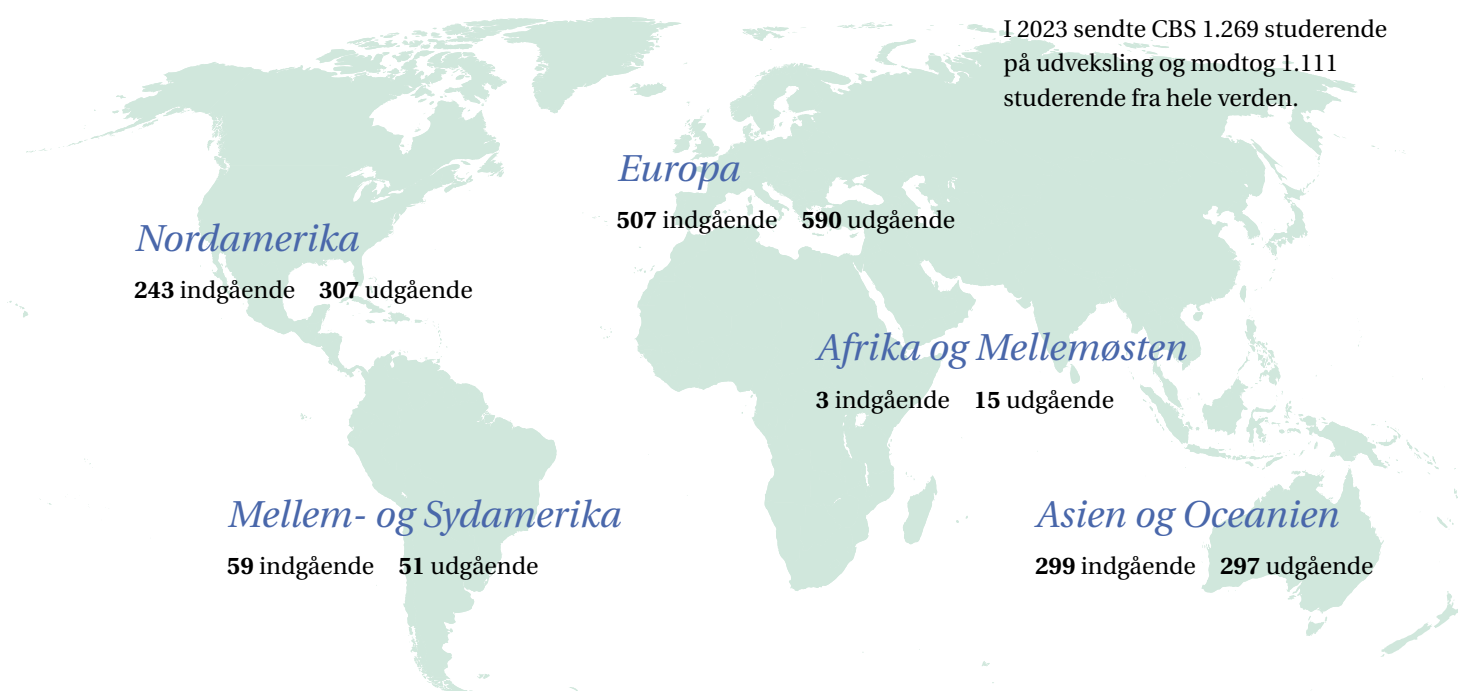 I 2023 sendte CBS 1.269 studerende
på udveksling og modtog 1.111
studerende fra hele verden.
Europa
507 indgående 590 udgående
Nordamerika
243 indgående 307 udgående
Afrika og Mellemøsten
3 indgående 15 udgående
Mellem- og Sydamerika
59 indgående 51 udgående
Asien og Oceanien
299 indgående 297 udgående